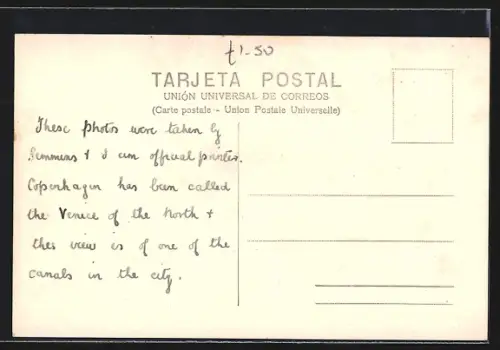 £1-50
TARJETA POSTAL
UNIÓN UNIVERSAL DE CORREOS
(Carte postale - Union Postale Universelle)
These photos were taken by
Semmens & I am official printer.
Copenhagen has been called
the Venice of the North &
this view is of one of the
canals in the city.